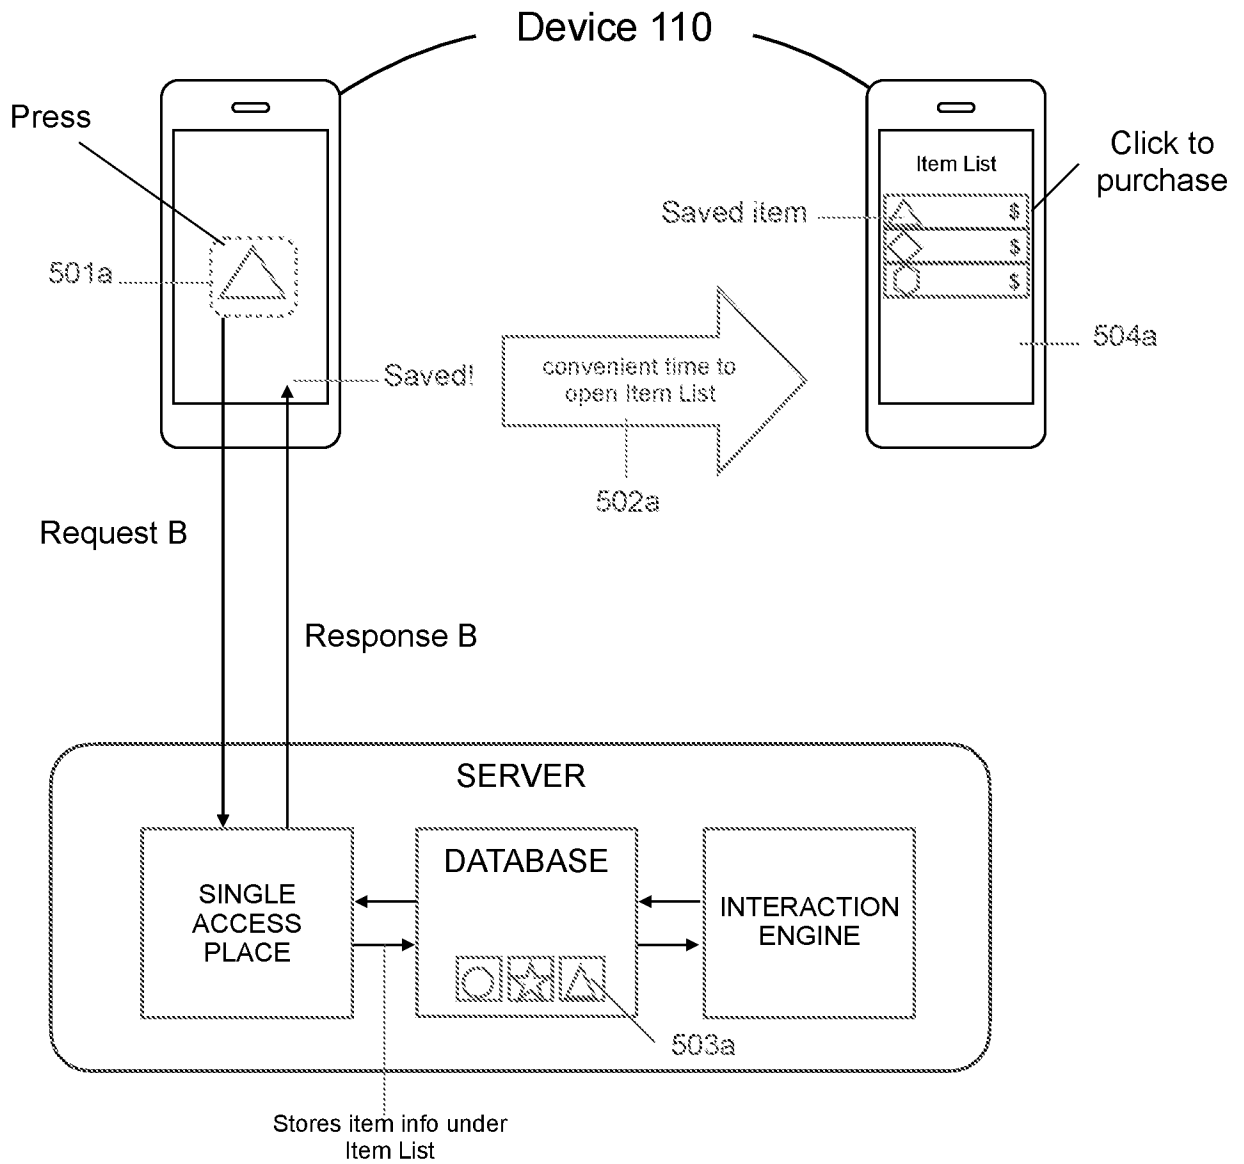 Device 110
Press
Item List
Click to
purchase
Saved item
$
$
$
501a
504a
Saved!
convenient time to
open Item List
502a
Request B
Response B
SERVER
DATABASE
SINGLE
ACCESS
PLACE
INTERACTION
ENGINE
503a
Stores item info under
Item List